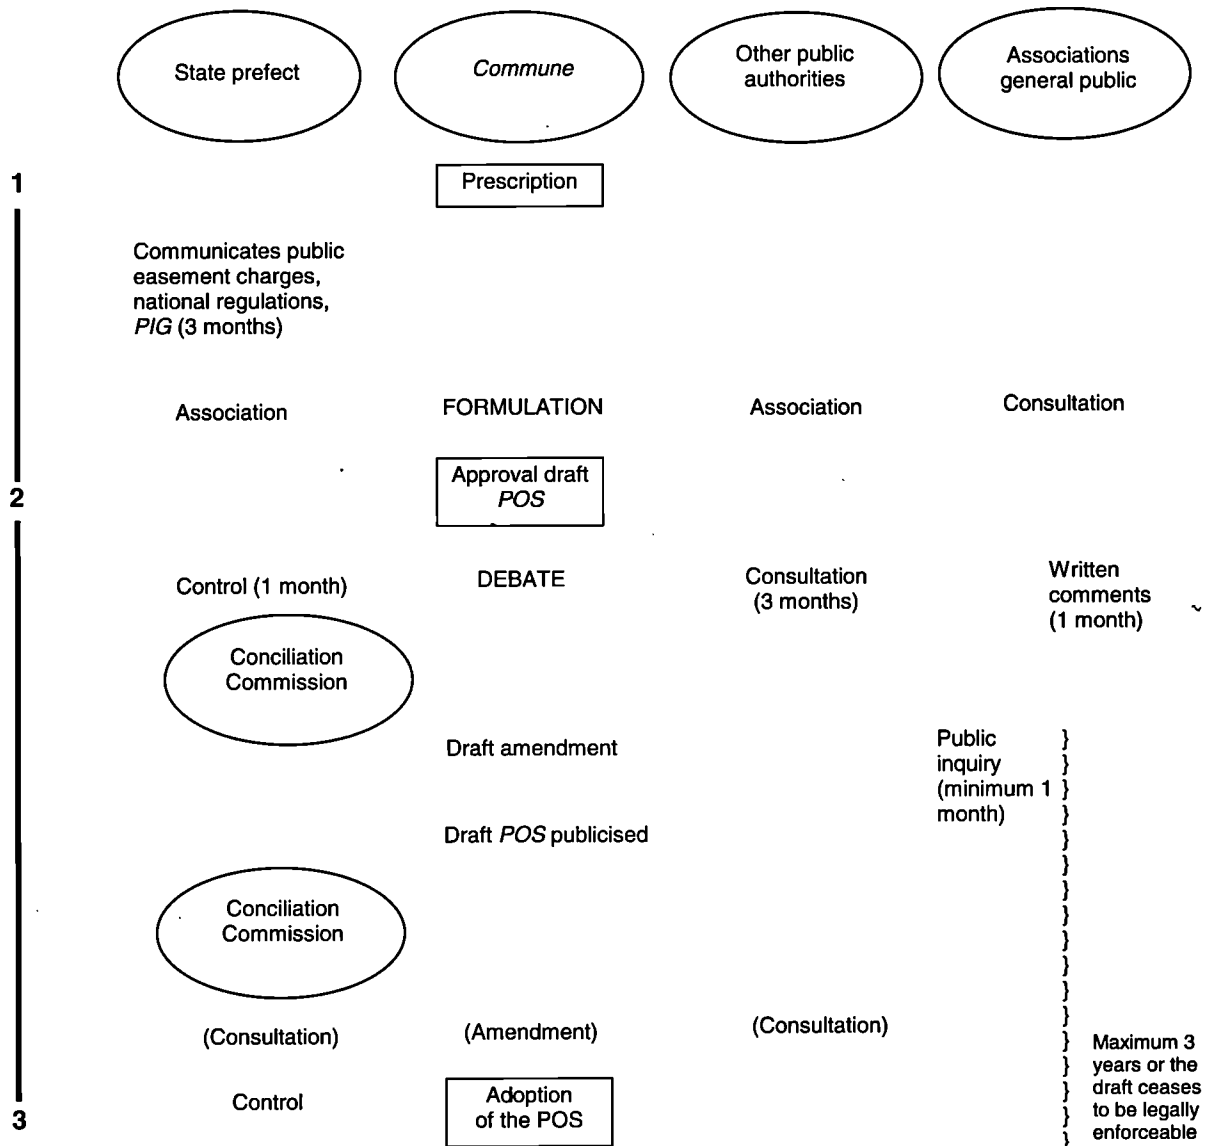 State prefect
Commune
Other public
authorities
Associations
general public
1
Prescription
Communicates public
easement charges,
national regulations,
PIG (3 months)
Association
FORMULATION
Association
Consultation
Approval draft
POS
2
Control (1 month)
DEBATE
Consultation
(3 months)
Written
comments
(1 month)
Conciliation
Commission
Draft amendment
Public
inquiry
(minimum 1
month)
}
}
}
}
Draft POS publicised
}
}
Conciliation
Commission
}
}
}
}
}
(Consultation)
(Amendment)
(Consultation)
}
}
}
}
}
}
Maximum 3
years or the
draft ceases
to be legally
enforceable
Control
Adoption
of the POS
3